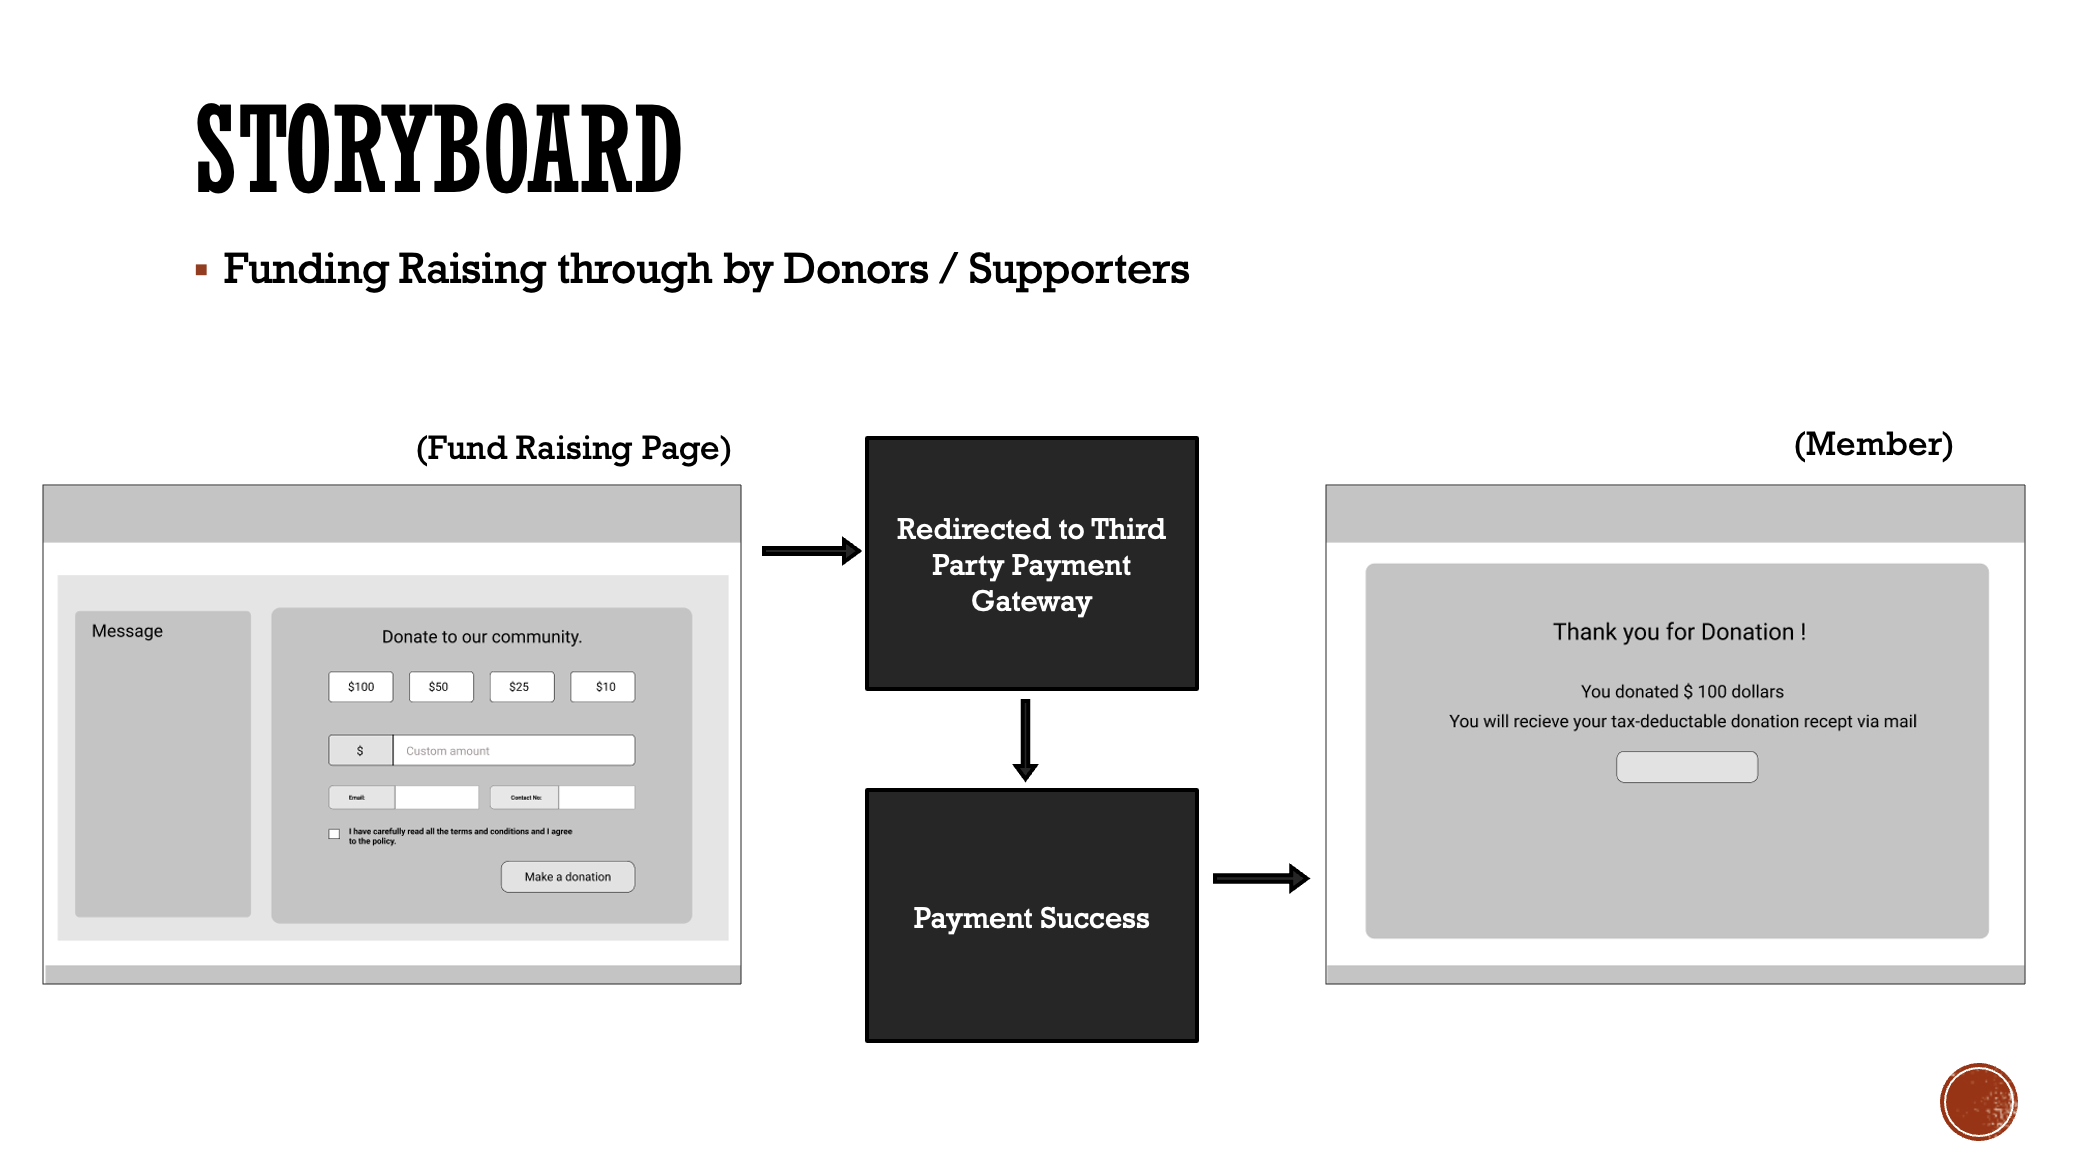 STORYBOARD
Funding Raising through by Donors / Supporters
(Fund Raising Page)
Message
Donate to our community.
$100 $50 $25 $10
$ Custom amount
Email: Contact No:
I have carefully read all the terms and conditions and I agree
to the policy.
Make a donation
Redirected to Third
Party Payment
Gateway
Payment Success
(Member)
Thank you for Donation !
You donated $ 100 dollars
You will recieve your tax-deductable donation recept via mail